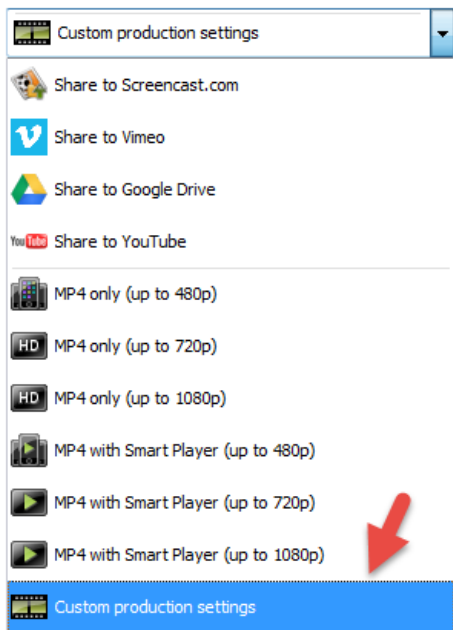 Custom production settings
Share to Screencast.com
Share to Vimeo
Share to Google Drive
You Tube Share to YouTube
MP4 only (up to 480p)
HD MP4 only (up to 720p)
HD MP4 only (up to 1080p)
MP4 with Smart Player (up to 480p)
MP4 with Smart Player (up to 720p)
MP4 with Smart Player (up to 1080p)
Custom production settings